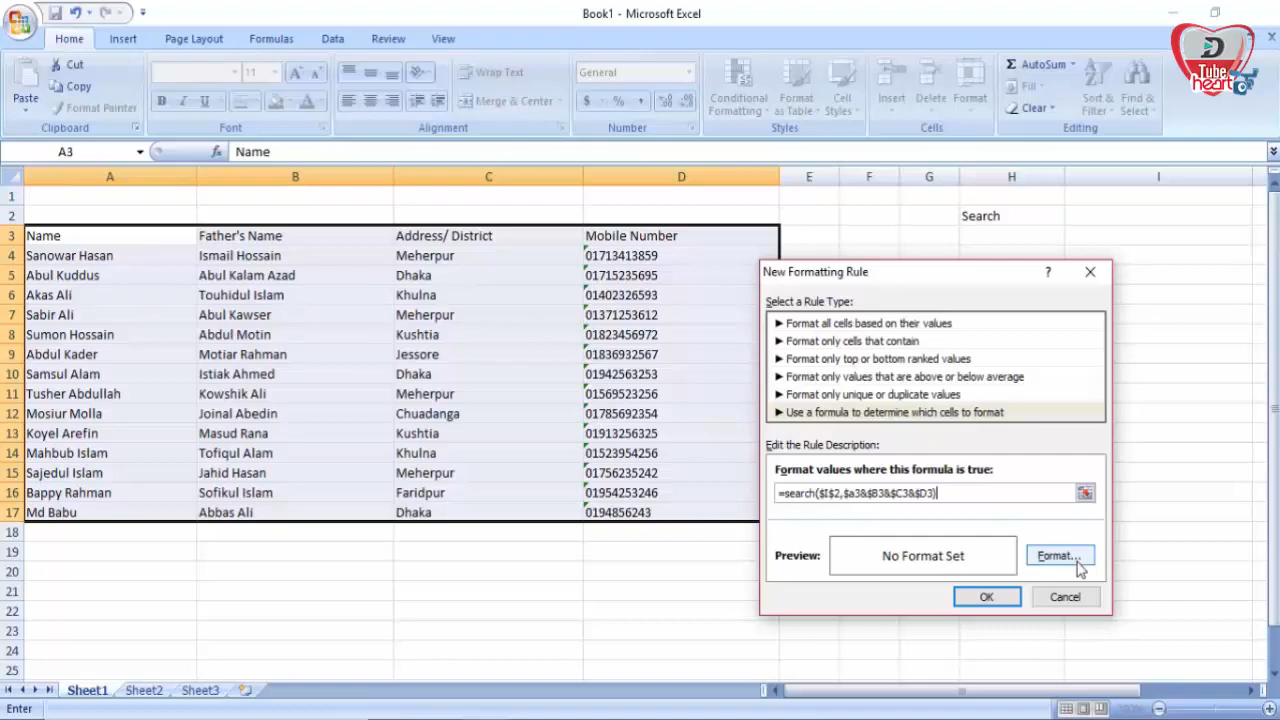 Book1 - Microsoft Excel
Home Insert Page Layout Formulas Data Review View
D
Tube
heart
Paste
Cut
Copy
Format Painter
Clipboard
11
A A
B I U A
Font
Wrap Text
Merge & Center
Alignment
General
$ % ,
Number
Conditional Formatting
Format as Table
Cell Styles
Styles
Insert
Delete
Format
Cells
AutoSum
Fill
Clear
Sort & Filter
Find & Select
Editing
A3 fx Name
A B C D E F G H I
1
2 Search
3 Name Father's Name Address/ District Mobile Number
4 Sanowar Hasan Ismail Hossain Meherpur 01713413859
5 Abul Kuddus Abul Kalam Azad Dhaka 01715235695
6 Akas Ali Touhidul Islam Khulna 01402326593
7 Sabir Ali Abul Kawser Meherpur 01371253612
8 Sumon Hossain Abdul Motin Kushtia 01823456972
9 Abdul Kader Motiar Rahman Jessore 01836932567
10 Samsul Alam Istiak Ahmed Dhaka 01942563253
11 Tusher Abdullah Kowshik Ali Meherpur 01569523256
12 Mosiur Molla Joinal Abedin Chuadanga 01785692354
13 Koyel Arefin Masud Rana Kushtia 01913256325
14 Mahbub Islam Tofiqul Alam Khulna 01523954256
15 Sajedul Islam Jahid Hasan Meherpur 01756235242
16 Bappy Rahman Sofikul Islam Faridpur 01954253246
17 Md Babu Abbas Ali Dhaka 0194856243
18
19
20
21
22
23
24
25
New Formatting Rule ?
Select a Rule Type:
► Format all cells based on their values
► Format only cells that contain
► Format only top or bottom ranked values
► Format only values that are above or below average
► Format only unique or duplicate values
► Use a formula to determine which cells to format
Edit the Rule Description:
Format values where this formula is true:
=search($I$2,$a3&$B3&$C3&$D3)
Preview: No Format Set Format...
OK Cancel
Sheet1 Sheet2 Sheet3
Enter